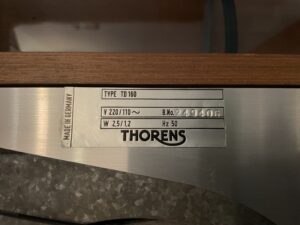 MADE IN GERMANY
TYPE TD 160
V 220/110 ~ B.No.
W 2,5/1,2 Hz 50
THORENS